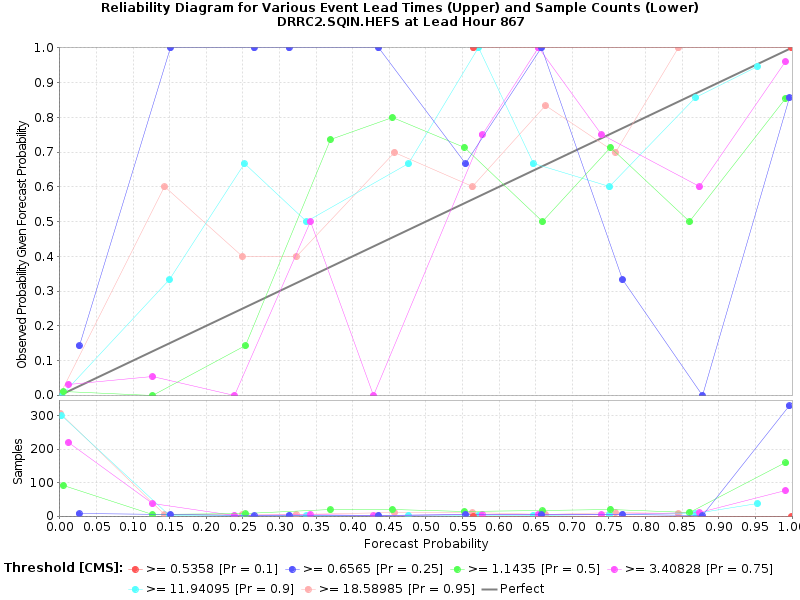 Reliability Diagram for Various Event Lead Times (Upper) and Sample Counts (Lower)
DRRC2.SQIN.HEFS at Lead Hour 867
Observed Probability Given Forecast Probability
1.0
0.9
0.8
0.7
0.6
0.5
0.4
0.3
0.2
0.1
0.0
Samples
300
200
100
0
0.00 0.05 0.10 0.15 0.20 0.25 0.30 0.35 0.40 0.45 0.50 0.55 0.60 0.65 0.70 0.75 0.80 0.85 0.90 0.95 1.0
Forecast Probability
Threshold [CMS]: >= 0.5358 [Pr = 0.1] >= 0.6565 [Pr = 0.25] >= 1.1435 [Pr = 0.5] >= 3.40828 [Pr = 0.75]
>= 11.94095 [Pr = 0.9] >= 18.58985 [Pr = 0.95] Perfect